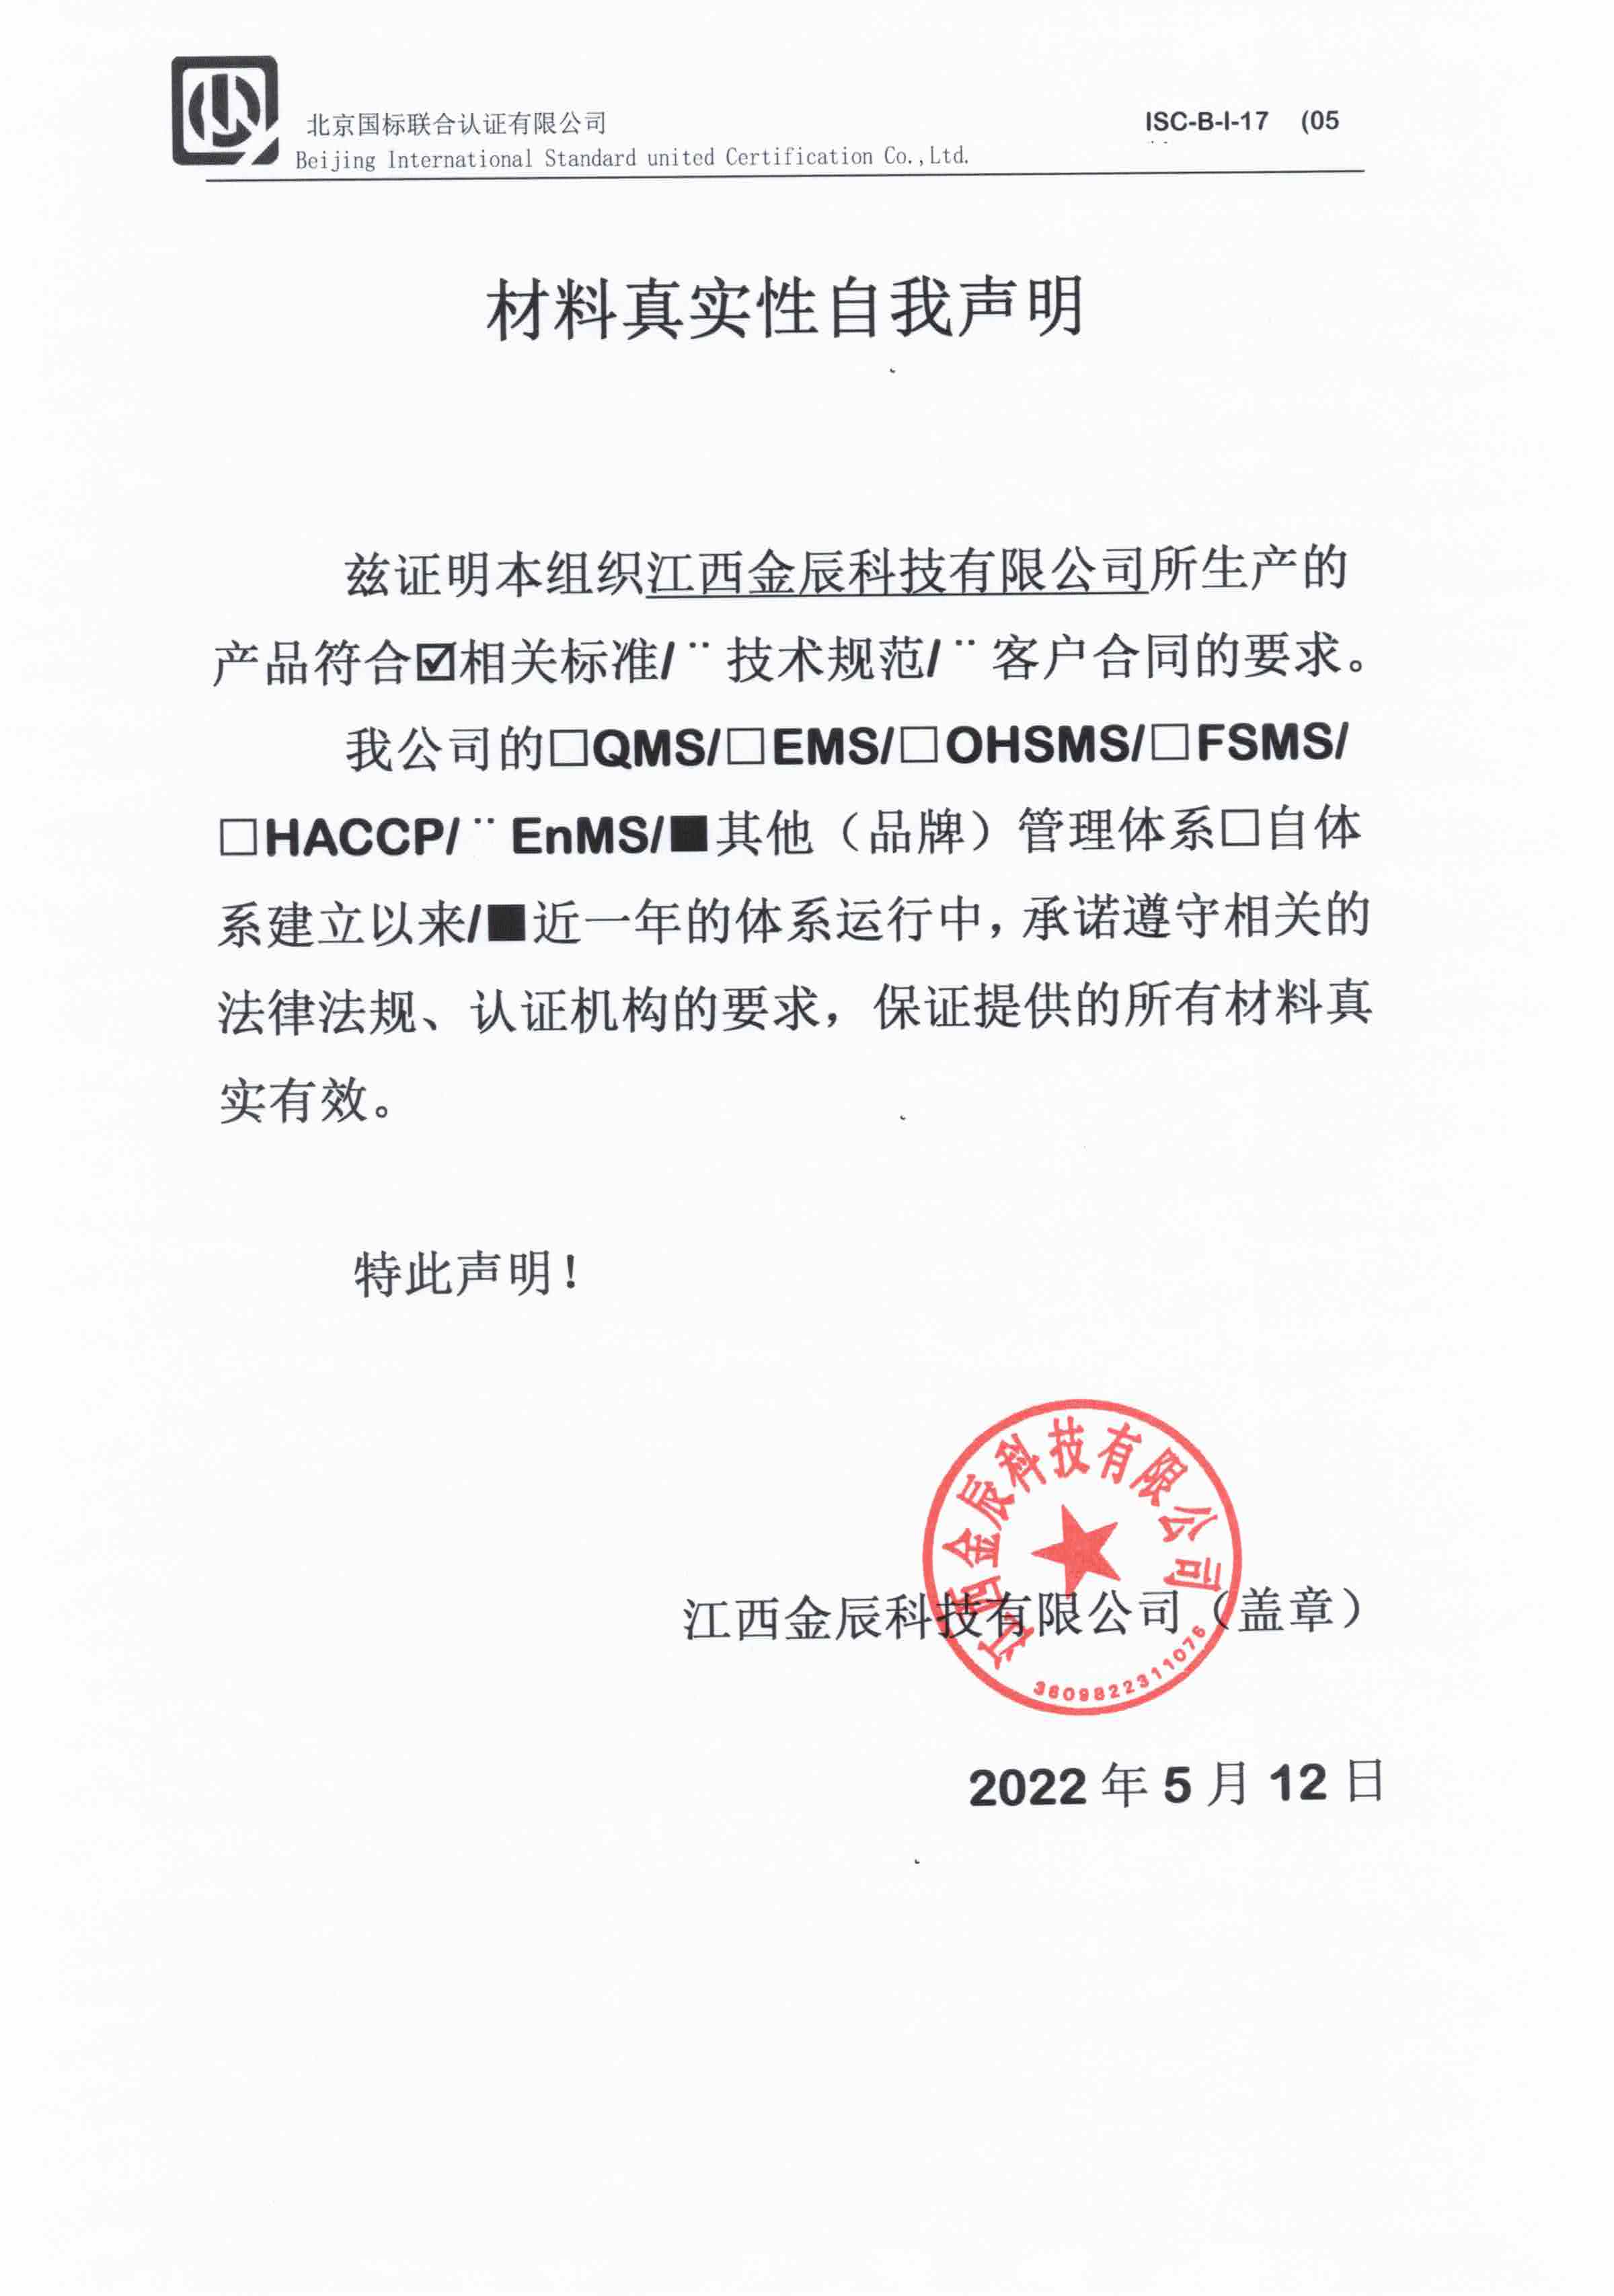 北京国标联合认证有限公司
ISC-B-I-17 (05
Beijing International Standard united Certification Co.,Ltd.
材料真实性自我声明
兹证明本组织江西金辰科技有限公司所生产的
产品符合☑相关标准/¨技术规范/¨客户合同的要求。
我公司的□QMS/□EMS/□OHSMS/□FSMS/
□HACCP/¨EnMS/■其他（品牌）管理体系□自体
系建立以来/■近一年的体系运行中，承诺遵守相关的
法律法规、认证机构的要求，保证提供的所有材料真
实有效。
特此声明！
江西金辰科技有限公司
江西金辰科技有限公司（盖章）
3609822311076
2022年5月12日